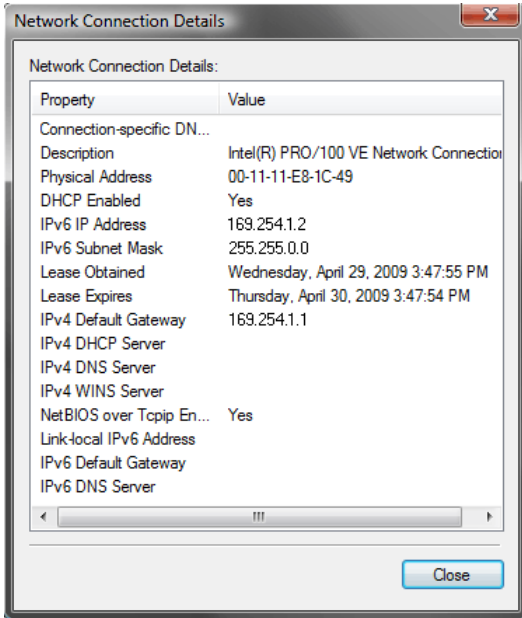 Network Connection Details
Network Connection Details:
Property Value
Connection-specific DN...
Description Intel(R) PRO/100 VE Network Connection
Physical Address 00-11-11-E8-1C-49
DHCP Enabled Yes
IPv6 IP Address 169.254.1.2
IPv6 Subnet Mask 255.255.0.0
Lease Obtained Wednesday, April 29, 2009 3:47:55 PM
Lease Expires Thursday, April 30, 2009 3:47:54 PM
IPv4 Default Gateway 169.254.1.1
IPv4 DHCP Server
IPv4 DNS Server
IPv4 WINS Server
NetBIOS over Tcpip En... Yes
Link-local IPv6 Address
IPv6 Default Gateway
IPv6 DNS Server
Close